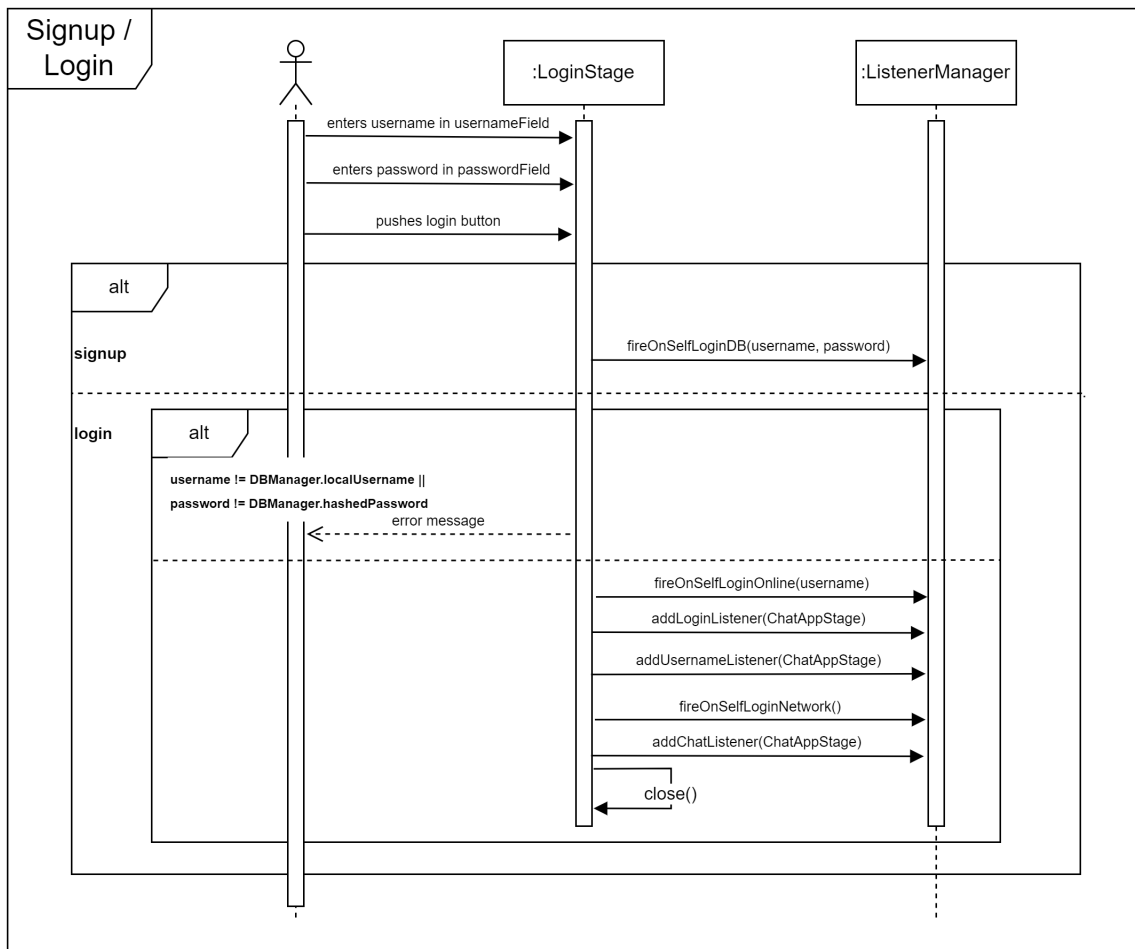 Signup /
Login
:LoginStage
:ListenerManager
enters username in usernameField
enters password in passwordField
pushes login button
alt
signup
fireOnSelfLoginDB(username, password)
login
alt
username != DBManager.localUsername ||
password != DBManager.hashedPassword
error message
fireOnSelfLoginOnline(username)
addLoginListener(ChatAppStage)
addUsernameListener(ChatAppStage)
fireOnSelfLoginNetwork()
addChatListener(ChatAppStage)
close()